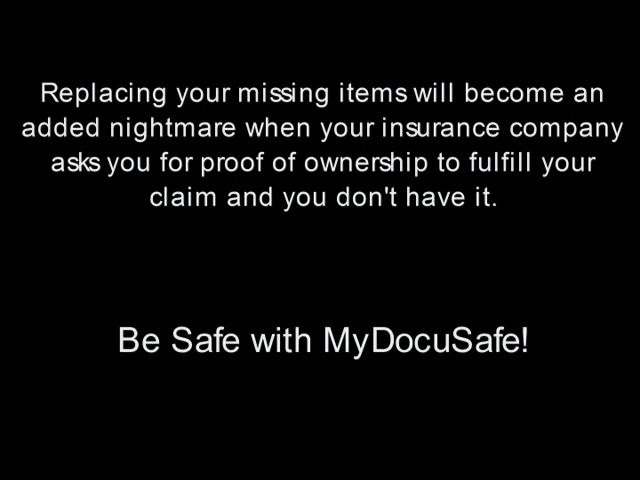 Replacing your missing items will become an
added nightmare when your insurance company
asks you for proof of ownership to fulfill your
claim and you don't have it.
Be Safe with MyDocuSafe!